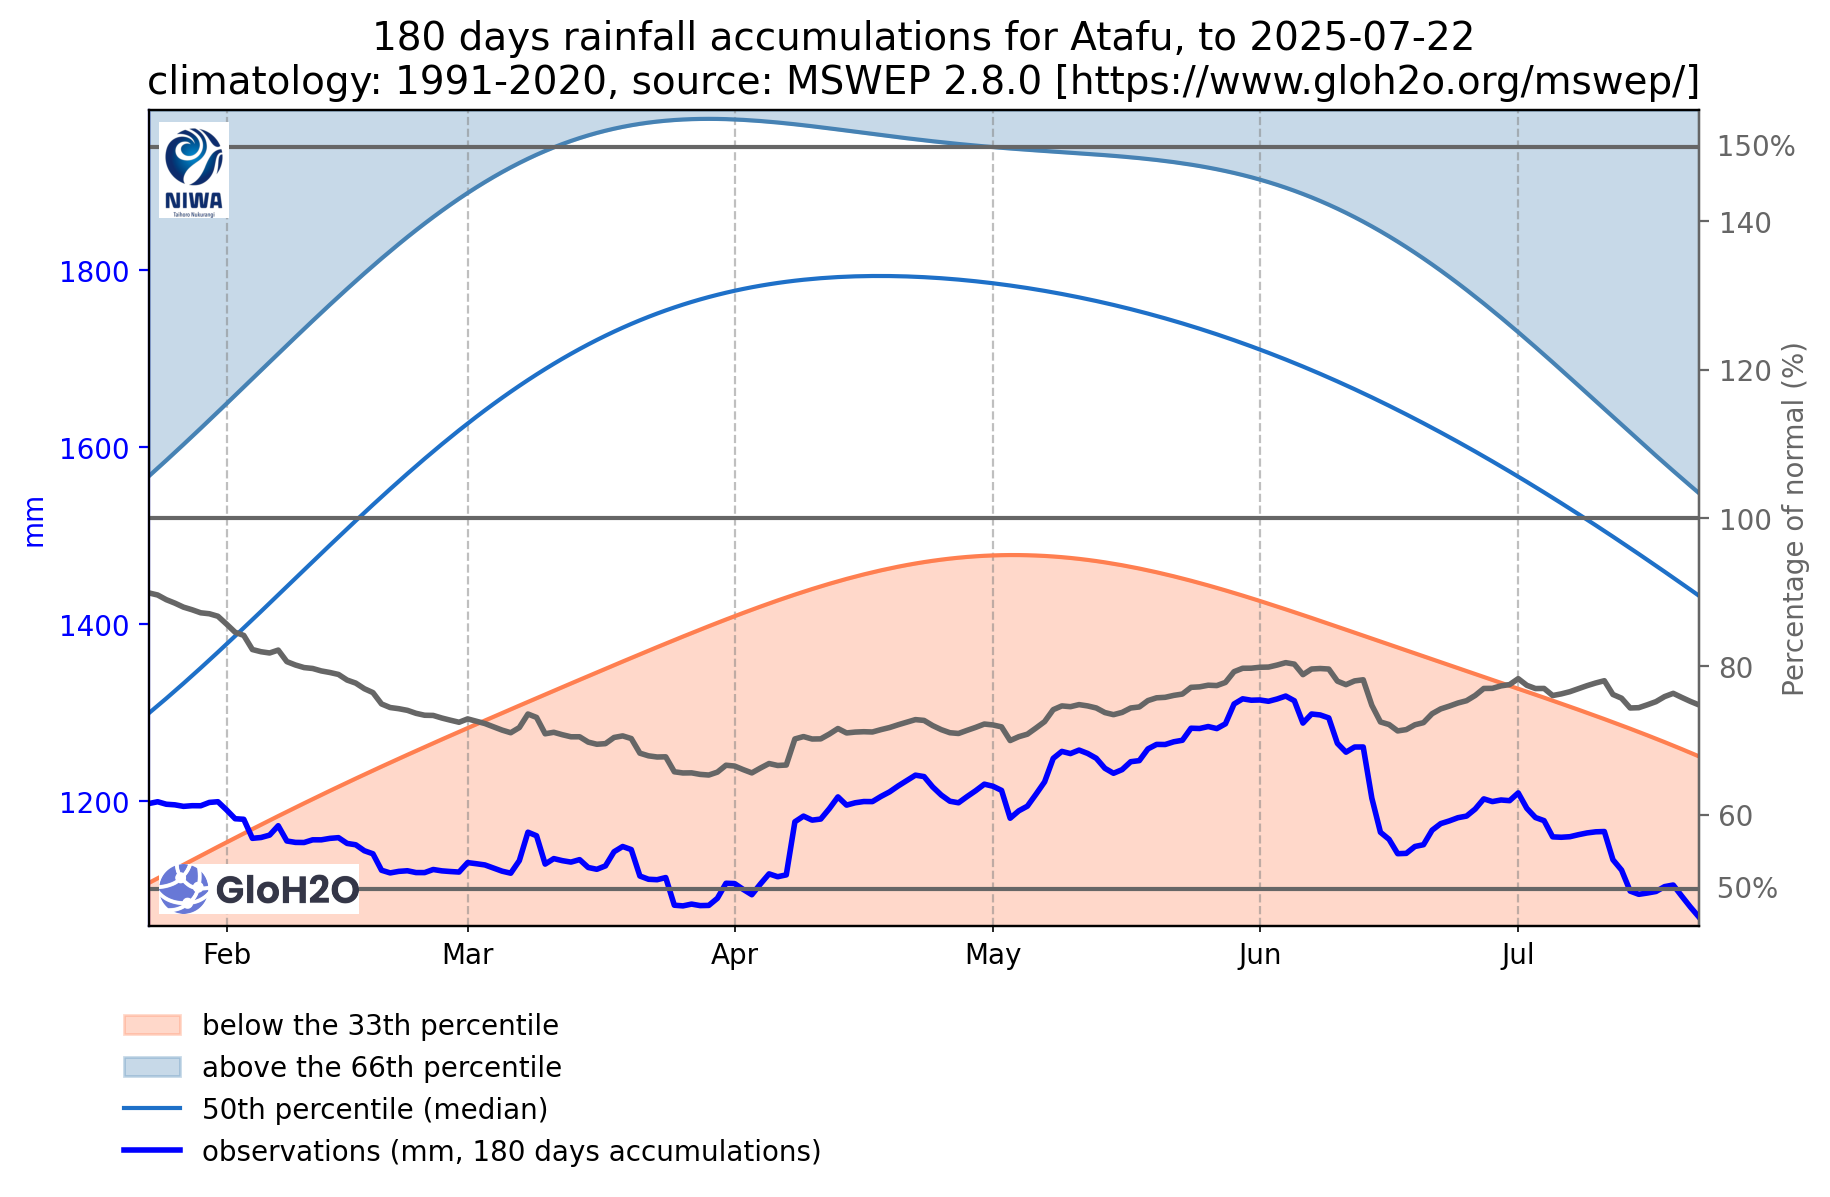 180 days rainfall accumulations for Atafu, to 2025-07-22
climatology: 1991-2020, source: MSWEP 2.8.0 [https://www.gloh2o.org/mswep/]
NIWA
Taihoro Nukurangi
150%
140
1800
120
1600
mm
100
Percentage of normal (%)
1400
80
1200
60
GloH2O
50%
Feb
Mar
Apr
May
Jun
Jul
below the 33th percentile
above the 66th percentile
50th percentile (median)
observations (mm, 180 days accumulations)